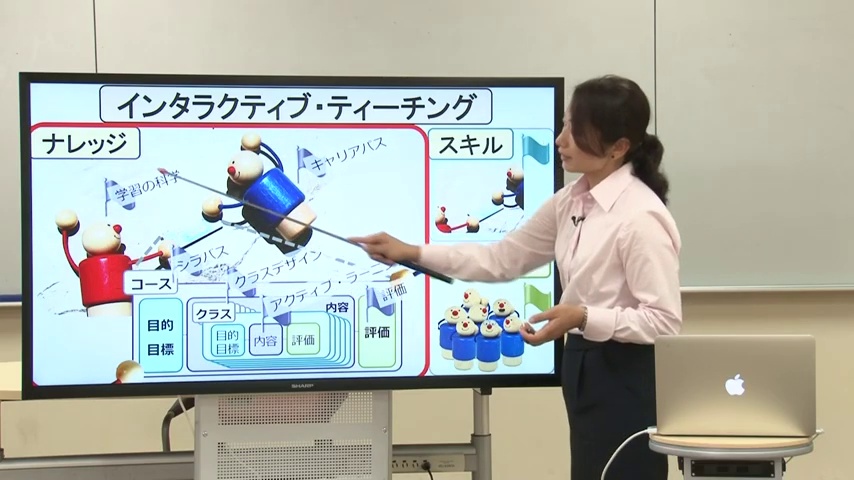 インタラクティブ・ティーチング
ナレッジ
スキル
キャリアパス
学習の科学
シラバス
クラスデザイン
アクティブ・ラーニ
評価
コース
目的
目標
クラス
内容
目的
目標
内容
評価
評価
SHARP